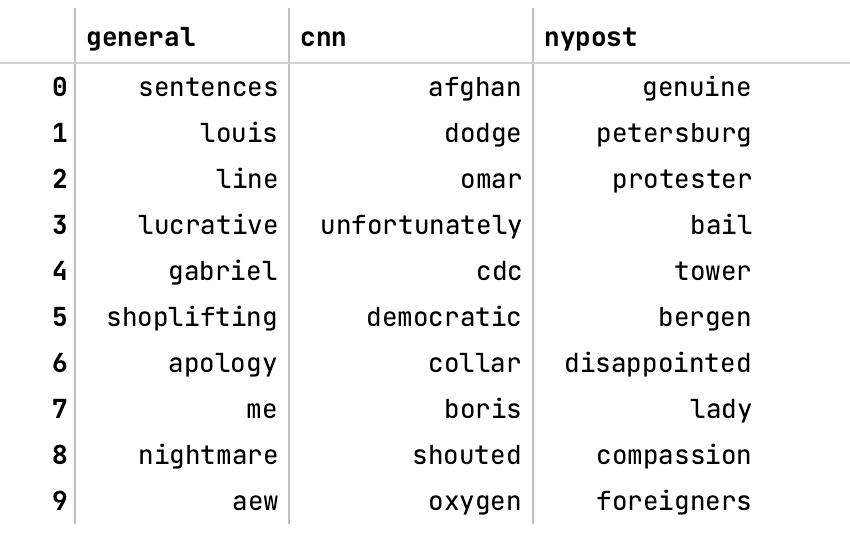 general cnn nypost
0 sentences afghan genuine
1 louis dodge petersburg
2 line omar protester
3 lucrative unfortunately bail
4 gabriel cdc tower
5 shoplifting democratic bergen
6 apology collar disappointed
7 me boris lady
8 nightmare shouted compassion
9 aew oxygen foreigners